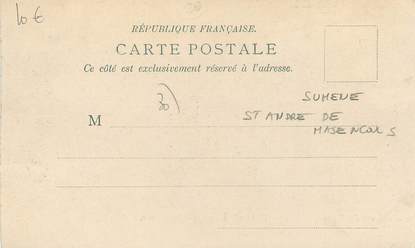 10 €
RÉPUBLIQUE FRANÇAISE.
CARTE POSTALE
Ce côté est exclusivement réservé à l'adresse.
30)
SUMENE
M
ST ANDRE DE
MAJENCOULS